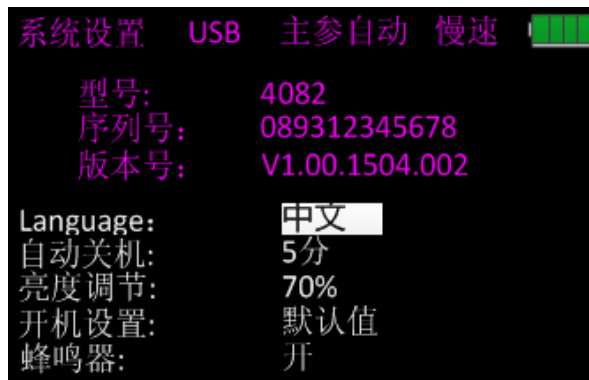 系统设置 USB 主参自动 慢速
型号: 4082
序列号： 089312345678
版本号： V1.00.1504.002
Language： 中文
自动关机: 5分
亮度调节: 70%
开机设置: 默认值
蜂鸣器: 开